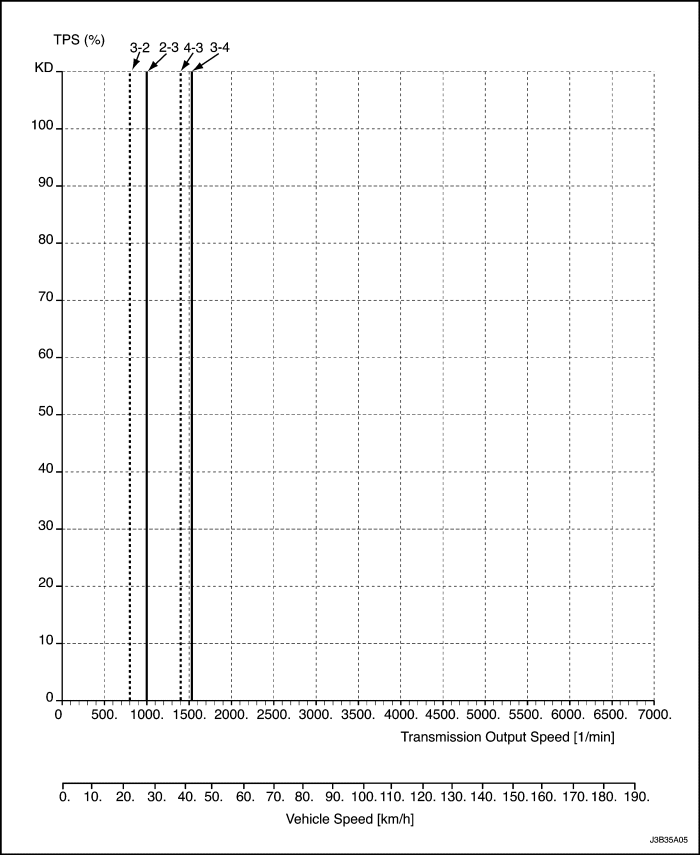 TPS (%)
3-2 2-3 4-3 3-4
KD
100
90
80
70
60
50
40
30
20
10
0
0 500. 1000. 1500. 2000. 2500. 3000. 3500. 4000. 4500. 5000. 5500. 6000. 6500. 7000.
Transmission Output Speed [1/min]
0. 10. 20. 30. 40. 50. 60. 70. 80. 90. 100. 110. 120. 130. 140. 150. 160. 170. 180. 190.
Vehicle Speed [km/h]
J3B35A05